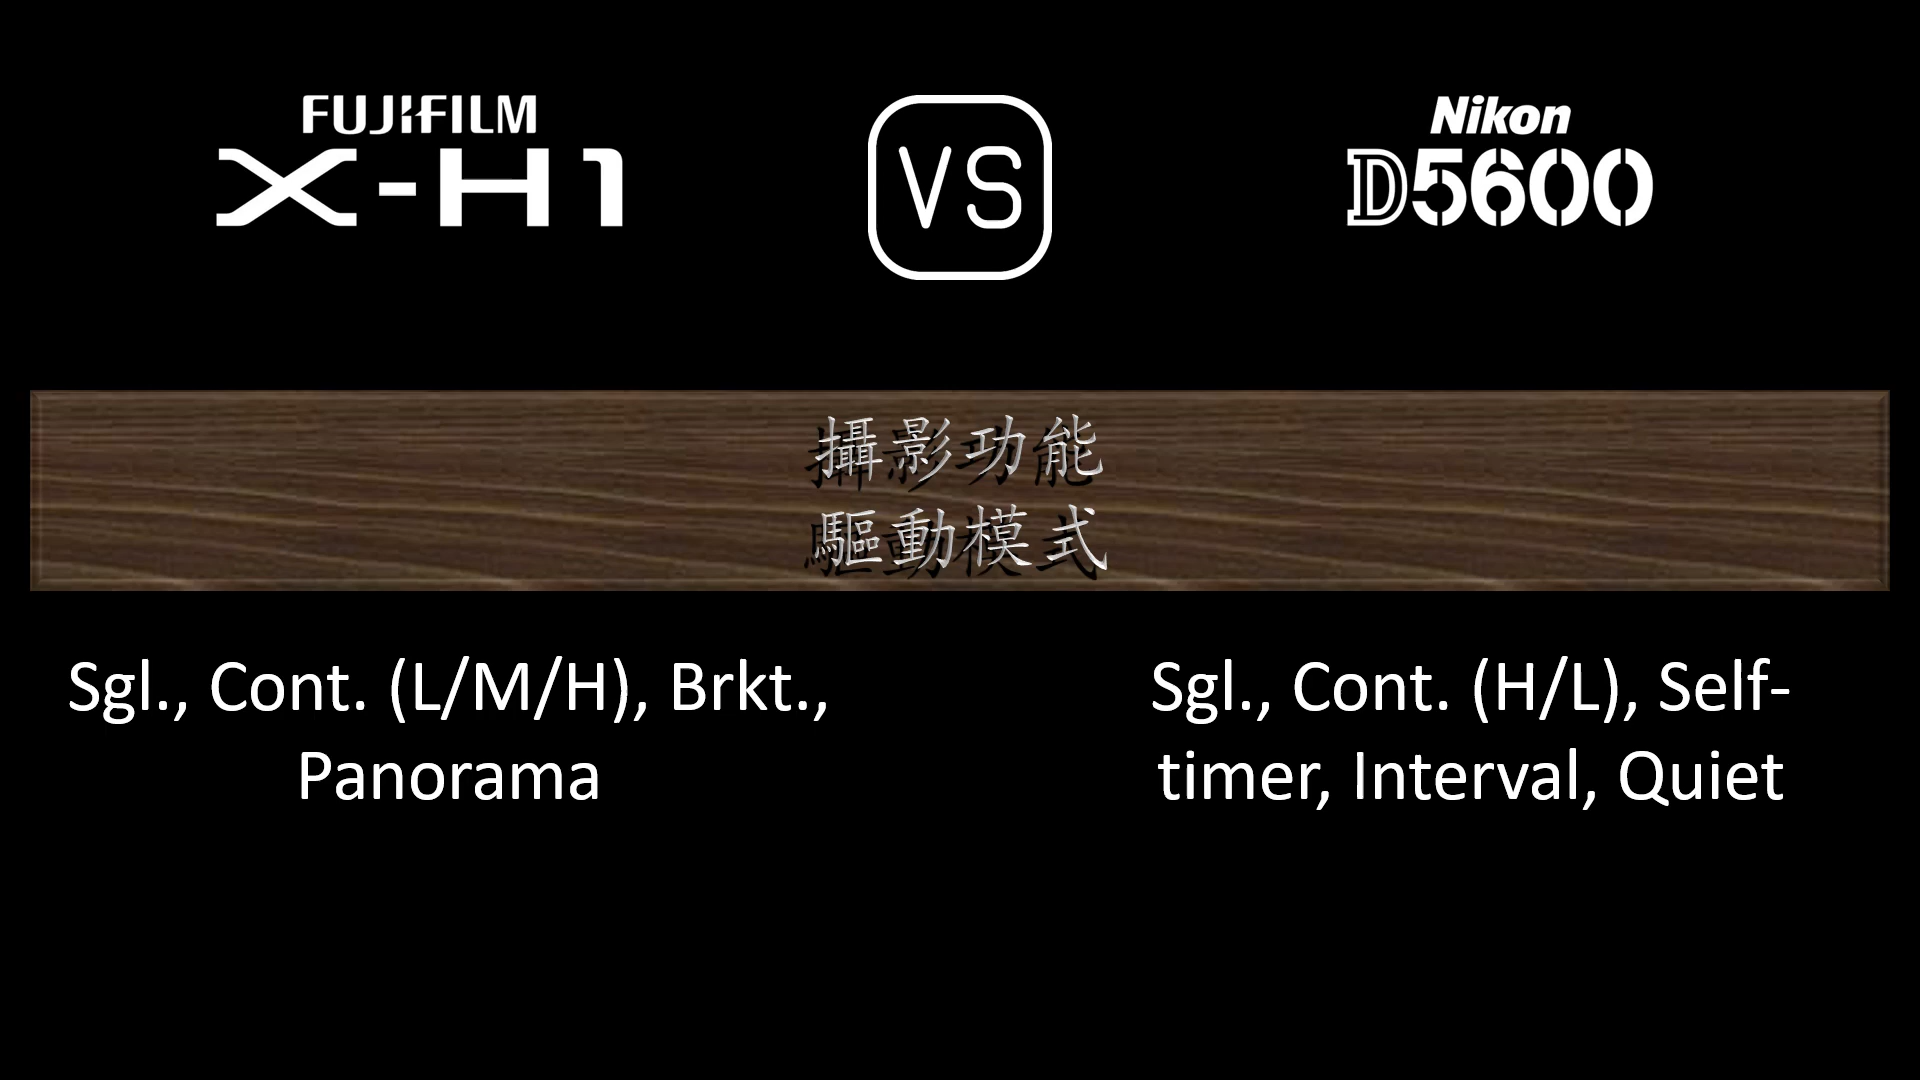 FUJIFILM
X-H1
VS
Nikon
D5600
攝影功能
驅動模式
Sgl., Cont. (L/M/H), Brkt.,
Panorama
Sgl., Cont. (H/L), Self-
timer, Interval, Quiet